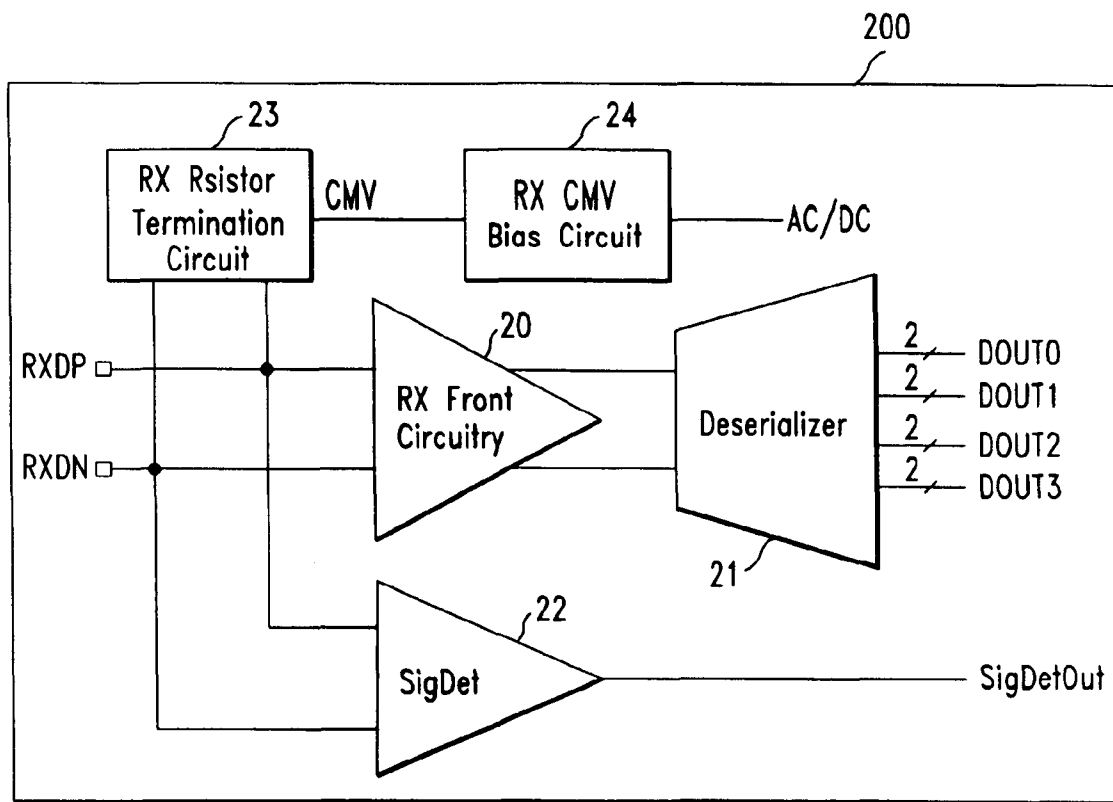 200
23
24
RX Rsistor
Termination
Circuit
CMV
RX CMV
Bias Circuit
AC/DC
20
RXDP
RX Front
Circuitry
RXDN
Deserializer
21
2 DOUT0
2 DOUT1
2 DOUT2
2 DOUT3
22
SigDet
SigDetOut